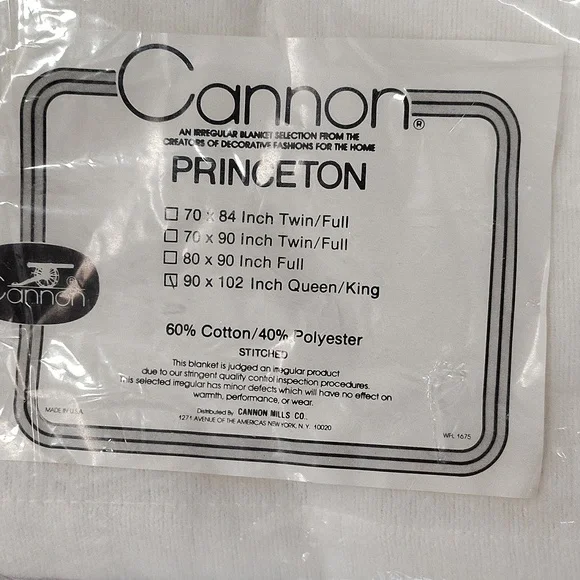 Cannon®
AN IRREGULAR BLANKET SELECTION FROM THE
CREATORS OF DECORATIVE FASHIONS FOR THE HOME
PRINCETON
☐ 70 x 84 Inch Twin/Full
☐ 70 x 90 Inch Twin/Full
☐ 80 x 90 Inch Full
☑ 90 x 102 Inch Queen/King
Cannon®
60% Cotton/40% Polyester
STITCHED
This blanket is judged an irregular product
due to our stringent quality control inspection procedures.
This selected irregular has minor defects which will have no effect on
warmth, performance, or wear.
MADE IN U.S.A.
Distributed By CANNON MILLS CO.
1271 AVENUE OF THE AMERICAS NEW YORK, N.Y. 10020
WFL 1675